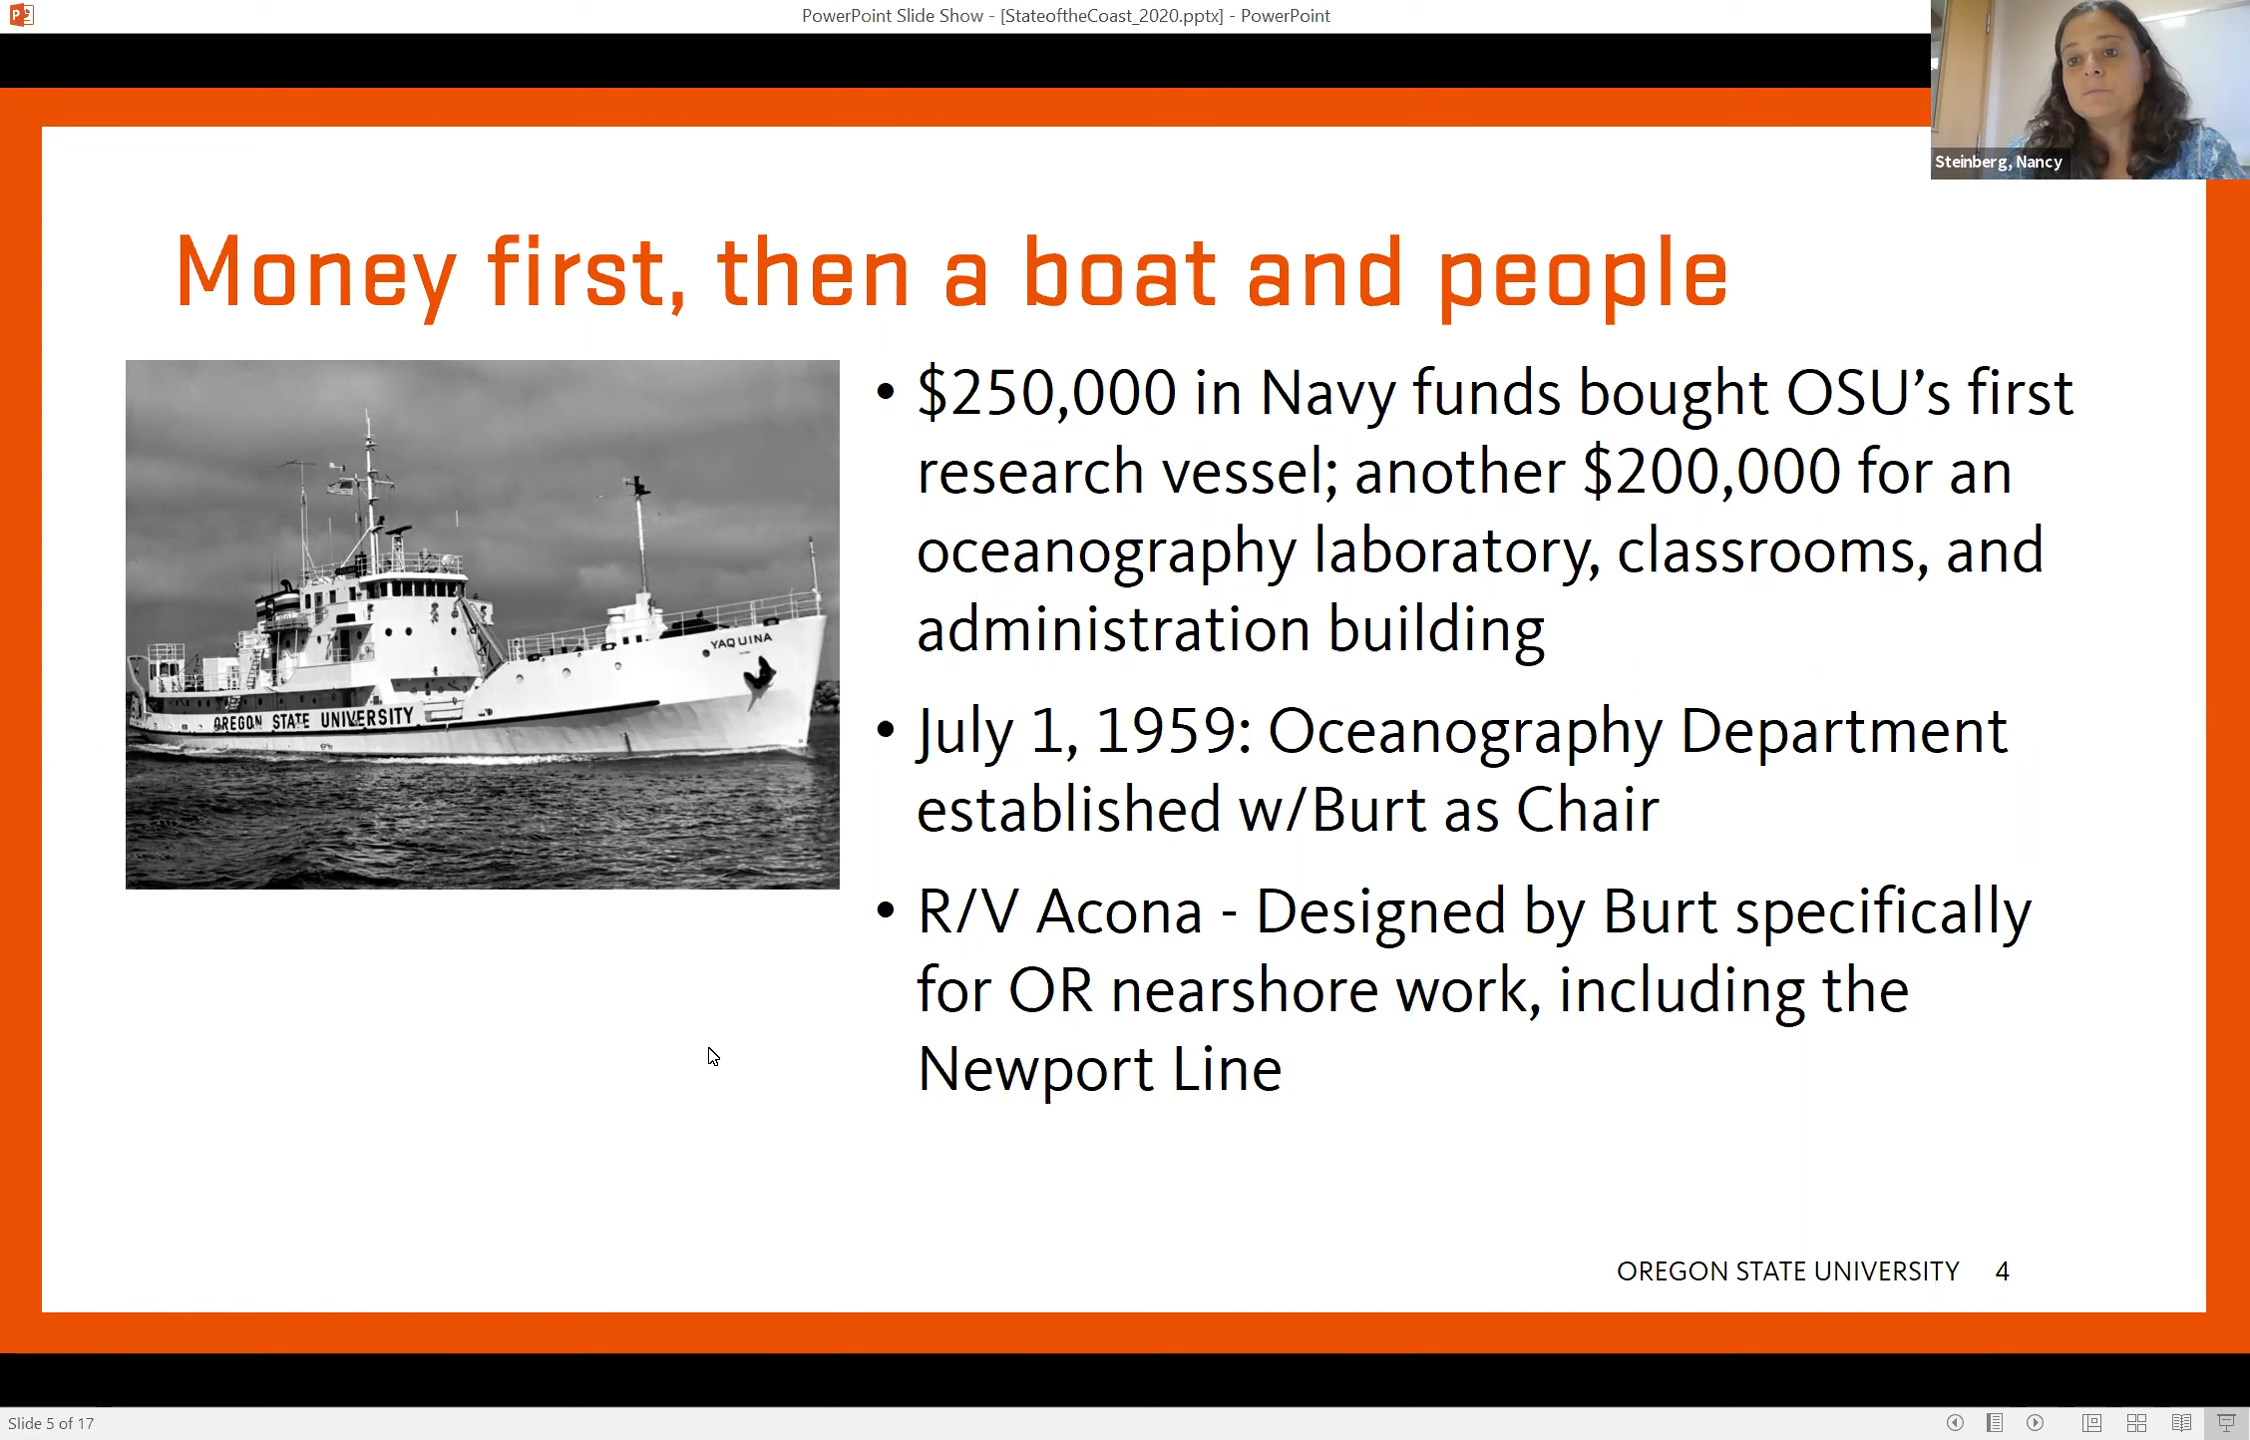 PowerPoint Slide Show - [StateoftheCoast_2020.pptx] - PowerPoint
Steinberg, Nancy
Money first, then a boat and people
YAQUINA
OREGON STATE UNIVERSITY
• $250,000 in Navy funds bought OSU’s first
research vessel; another $200,000 for an
oceanography laboratory, classrooms, and
administration building
• July 1, 1959: Oceanography Department
established w/Burt as Chair
• R/V Acona - Designed by Burt specifically
for OR nearshore work, including the
Newport Line
OREGON STATE UNIVERSITY 4
Slide 5 of 17